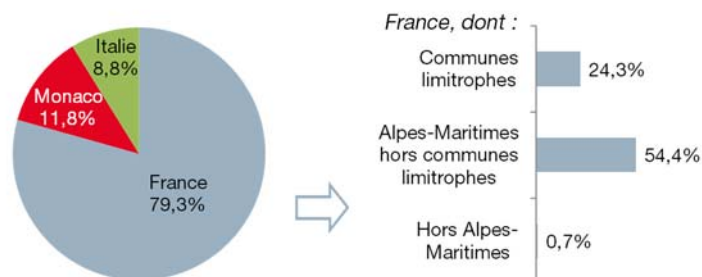 Italie
8,8%
Monaco
11,8%
France
79,3%
France, dont :
Communes
limitrophes
24,3%
Alpes-Maritimes
hors communes
limitrophes
54,4%
Hors Alpes-
Maritimes
0,7%